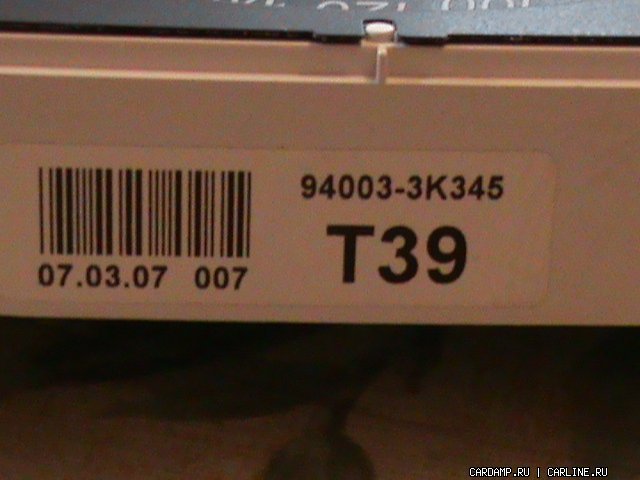 94003-3K345
T39
07.03.07 007
CARDAMP.RU | CARLINE.RU